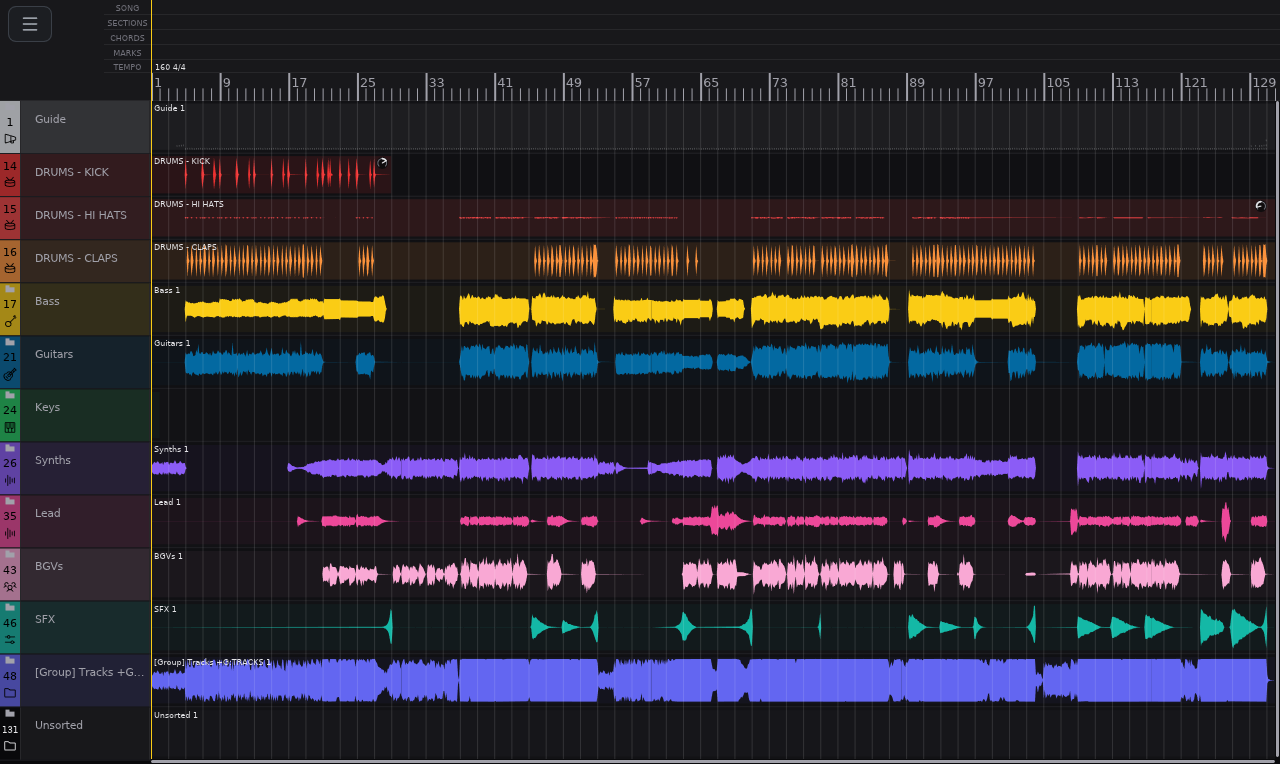 SONG
SECTIONS
CHORDS
MARKS
TEMPO
160 4/4
1 9 17 25 33 41 49 57 65 73 81 89 97 105 113 121 129
1 Guide
Guide 1
14 DRUMS - KICK
DRUMS - KICK
15 DRUMS - HI HATS
DRUMS - HI HATS
16 DRUMS - CLAPS
DRUMS - CLAPS
17 Bass
Bass 1
21 Guitars
Guitars 1
24 Keys
26 Synths
Synths 1
35 Lead
Lead 1
43 BGVs
BGVs 1
46 SFX
SFX 1
48 [Group] Tracks +G...
[Group] Tracks +G:TRACKS 1
131 Unsorted
Unsorted 1